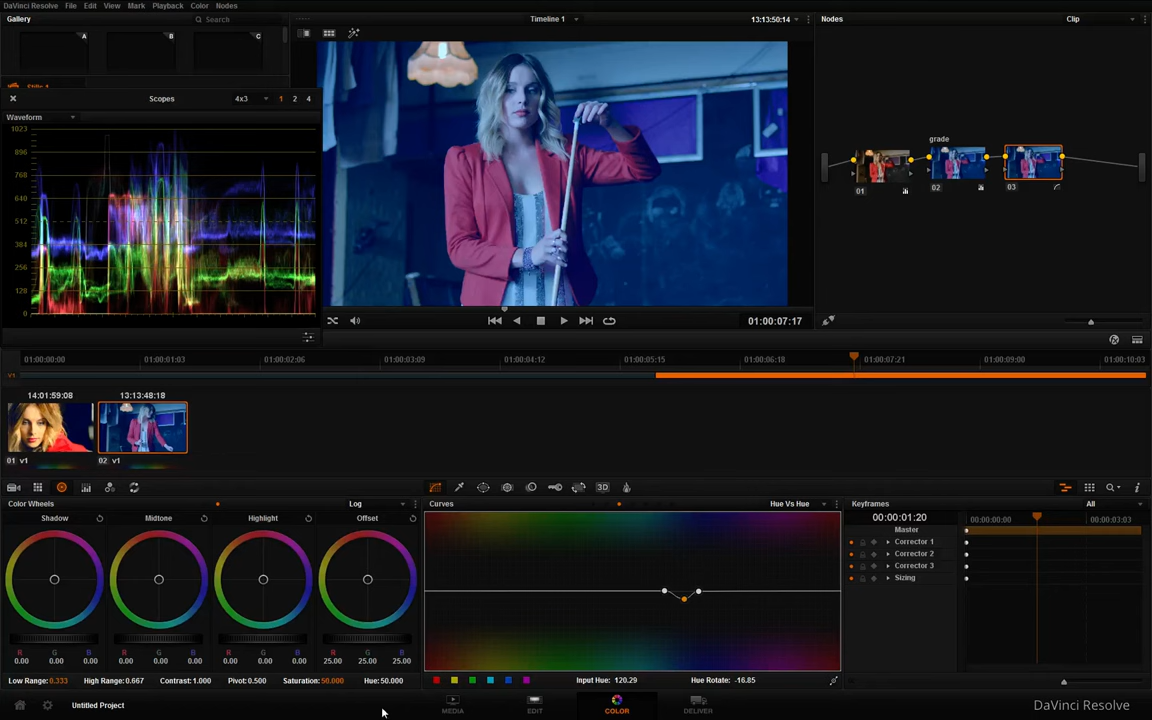 DaVinci Resolve File Edit View Mark Playback Color Nodes
Gallery Search Timeline 1 13:13:50:14 Nodes Clip
A B C
Stills 1
Scopes 4x3 1 2 4
Waveform
1023
896
768
640
512
384
256
128
0
grade
01 02 03
01:00:07:17
01:00:00:00 01:00:01:03 01:00:02:06 01:00:03:09 01:00:04:12 01:00:05:15 01:00:06:18 01:00:07:21 01:00:09:00 01:00:10:03
V1
14:01:59:08 13:13:48:18
01 v1 02 v1
3D
Color Wheels Log Curves Hue Vs Hue Keyframes All
Shadow Midtone Highlight Offset
00:00:01:20 00:00:00:00 00:00:03:03
Master
Corrector 1
Corrector 2
Corrector 3
Sizing
R G B R G B R G B R G B
0.00 0.00 0.00 0.00 0.00 0.00 0.00 0.00 0.00 25.00 25.00 25.00
Low Range: 0.333 High Range: 0.667 Contrast: 1.000 Pivot: 0.500 Saturation: 50.000 Hue: 50.000 Input Hue: 120.29 Hue Rotate: -16.85
Untitled Project MEDIA EDIT COLOR DELIVER DaVinci Resolve